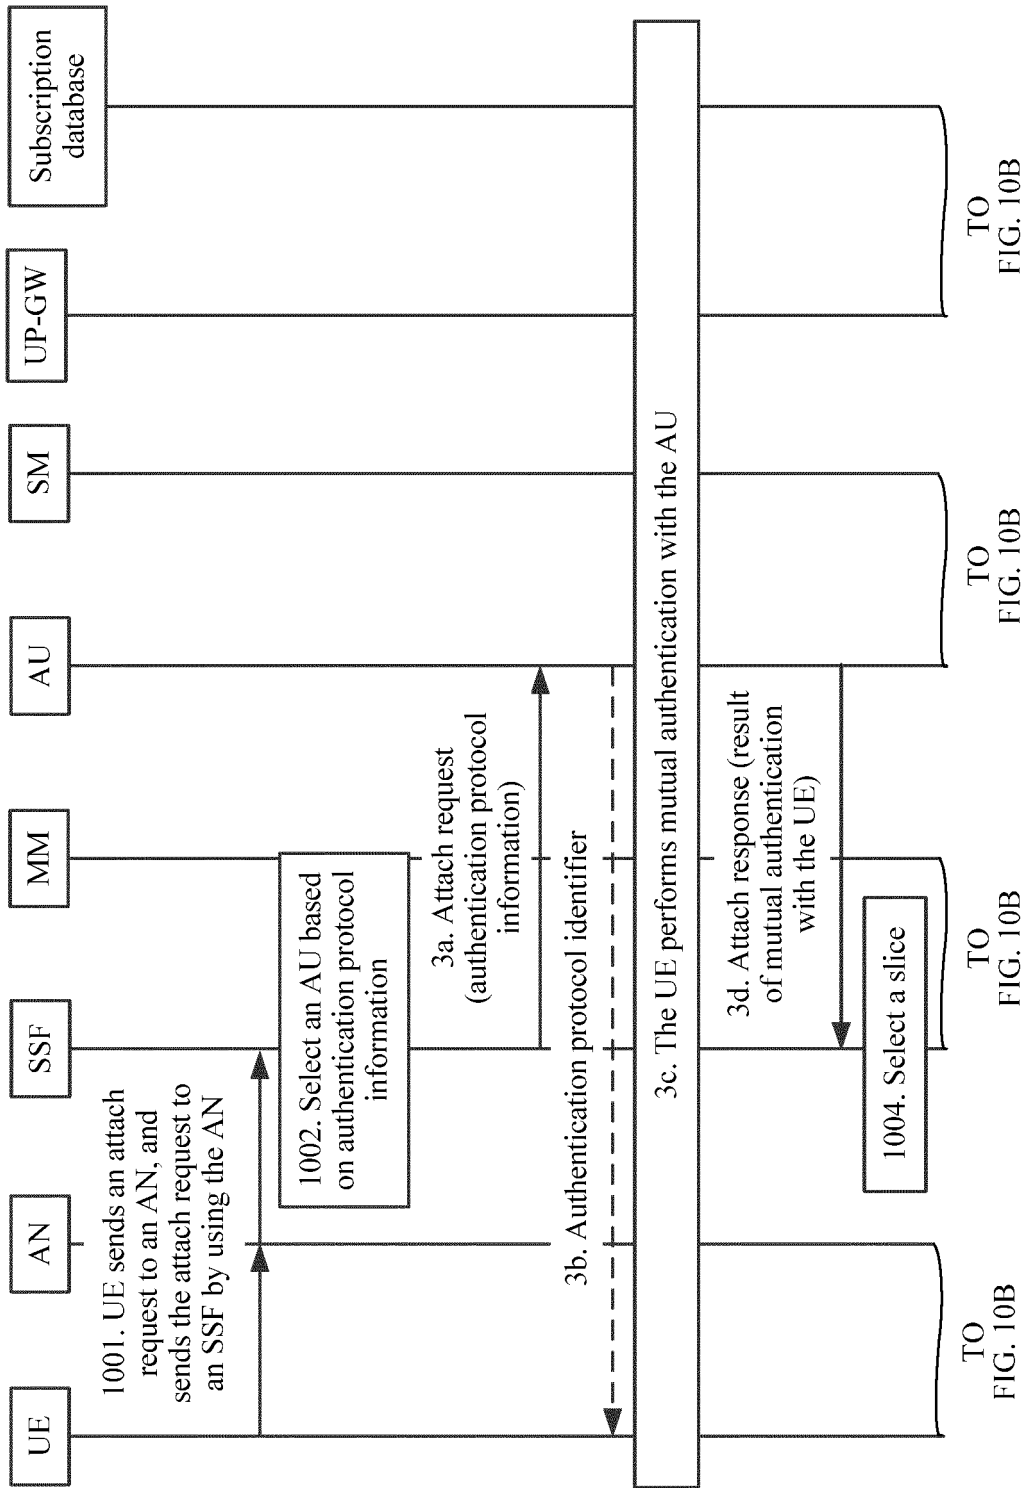 UE
AN
SSF
MM
AU
SM
UP-GW
Subscription
database
1001. UE sends an attach
request to an AN, and
sends the attach request to
an SSF by using the AN
1002. Select an AU based
on authentication protocol
information
3a. Attach request
(authentication protocol
information)
3b. Authentication protocol identifier
3c. The UE performs mutual authentication with the AU
3d. Attach response (result
of mutual authentication
with the UE)
1004. Select a slice
TO
FIG. 10B
TO
FIG. 10B
TO
FIG. 10B
TO
FIG. 10B